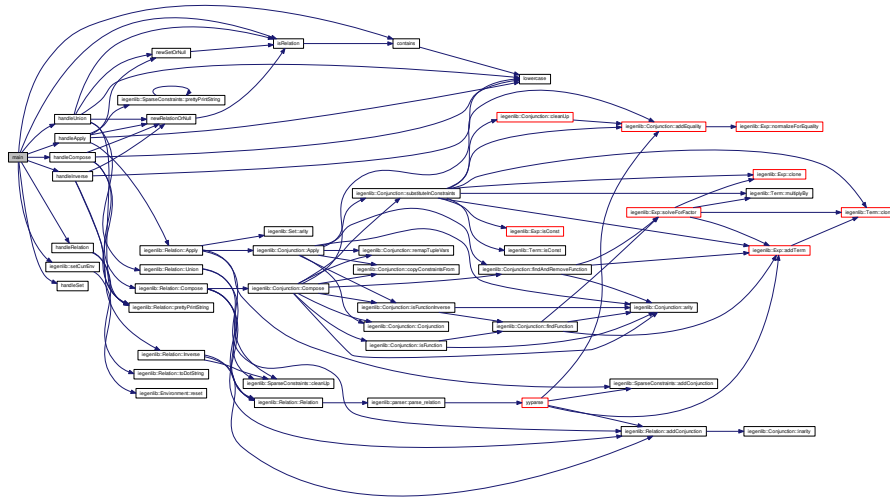 main
handleUnion
handleApply
handleCompose
handleInverse
handleRelation
iegenlib::setCurrEnv
handleSet
newSetOrNull
iegenlib::SparseConstraints::prettyPrintString
newRelationOrNull
isRelation
contains
lowercase
iegenlib::Relation::Apply
iegenlib::Relation::Union
iegenlib::Relation::Compose
iegenlib::Relation::prettyPrintString
iegenlib::Relation::Inverse
iegenlib::Relation::toDotString
iegenlib::Environment::reset
iegenlib::Set::arity
iegenlib::Conjunction::Apply
iegenlib::Conjunction::Compose
iegenlib::SparseConstraints::cleanUp
iegenlib::Relation::Relation
iegenlib::Conjunction::substituteInConstraints
iegenlib::Conjunction::remapTupleVars
iegenlib::Conjunction::copyConstraintsFrom
iegenlib::Conjunction::isFunctionInverse
iegenlib::Conjunction::Conjunction
iegenlib::Conjunction::isFunction
iegenlib::parser::parse_relation
iegenlib::Conjunction::cleanUp
iegenlib::Exp::isConst
iegenlib::Term::isConst
iegenlib::Conjunction::findAndRemoveFunction
iegenlib::Conjunction::findFunction
yyparse
iegenlib::Conjunction::addEquality
iegenlib::Exp::solveForFactor
iegenlib::Conjunction::arity
iegenlib::SparseConstraints::addConjunction
iegenlib::Relation::addConjunction
iegenlib::Exp::normalizeForEquality
iegenlib::Exp::clone
iegenlib::Term::multiplyBy
iegenlib::Exp::addTerm
iegenlib::Conjunction::inarity
iegenlib::Term::clone